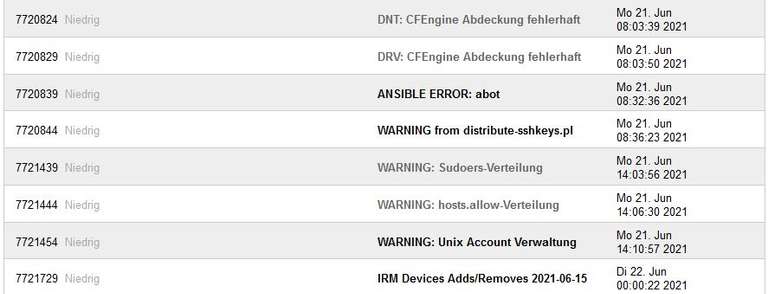 7720824 Niedrig DNT: CFEngine Abdeckung fehlerhaft Mo 21. Jun
08:03:39 2021
7720829 Niedrig DRV: CFEngine Abdeckung fehlerhaft Mo 21. Jun
08:03:50 2021
7720839 Niedrig ANSIBLE ERROR: abot Mo 21. Jun
08:32:36 2021
7720844 Niedrig WARNING from distribute-sshkeys.pl Mo 21. Jun
08:36:23 2021
7721439 Niedrig WARNING: Sudoers-Verteilung Mo 21. Jun
14:03:56 2021
7721444 Niedrig WARNING: hosts.allow-Verteilung Mo 21. Jun
14:06:30 2021
7721454 Niedrig WARNING: Unix Account Verwaltung Mo 21. Jun
14:10:57 2021
7721729 Niedrig IRM Devices Adds/Removes 2021-06-15 Di 22. Jun
00:00:22 2021